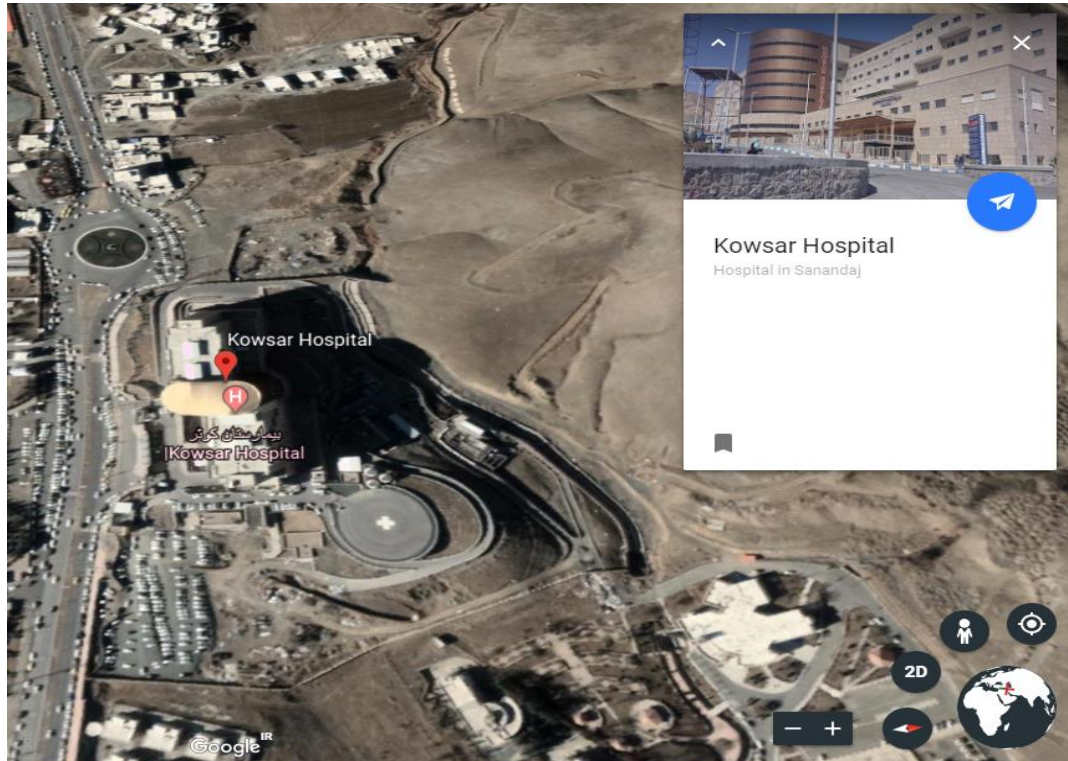 Kowsar Hospital
Hospital in Sanandaj
Kowsar Hospital
H
بیمارستان کوثر
|Kowsar Hospital
2D
Google IR